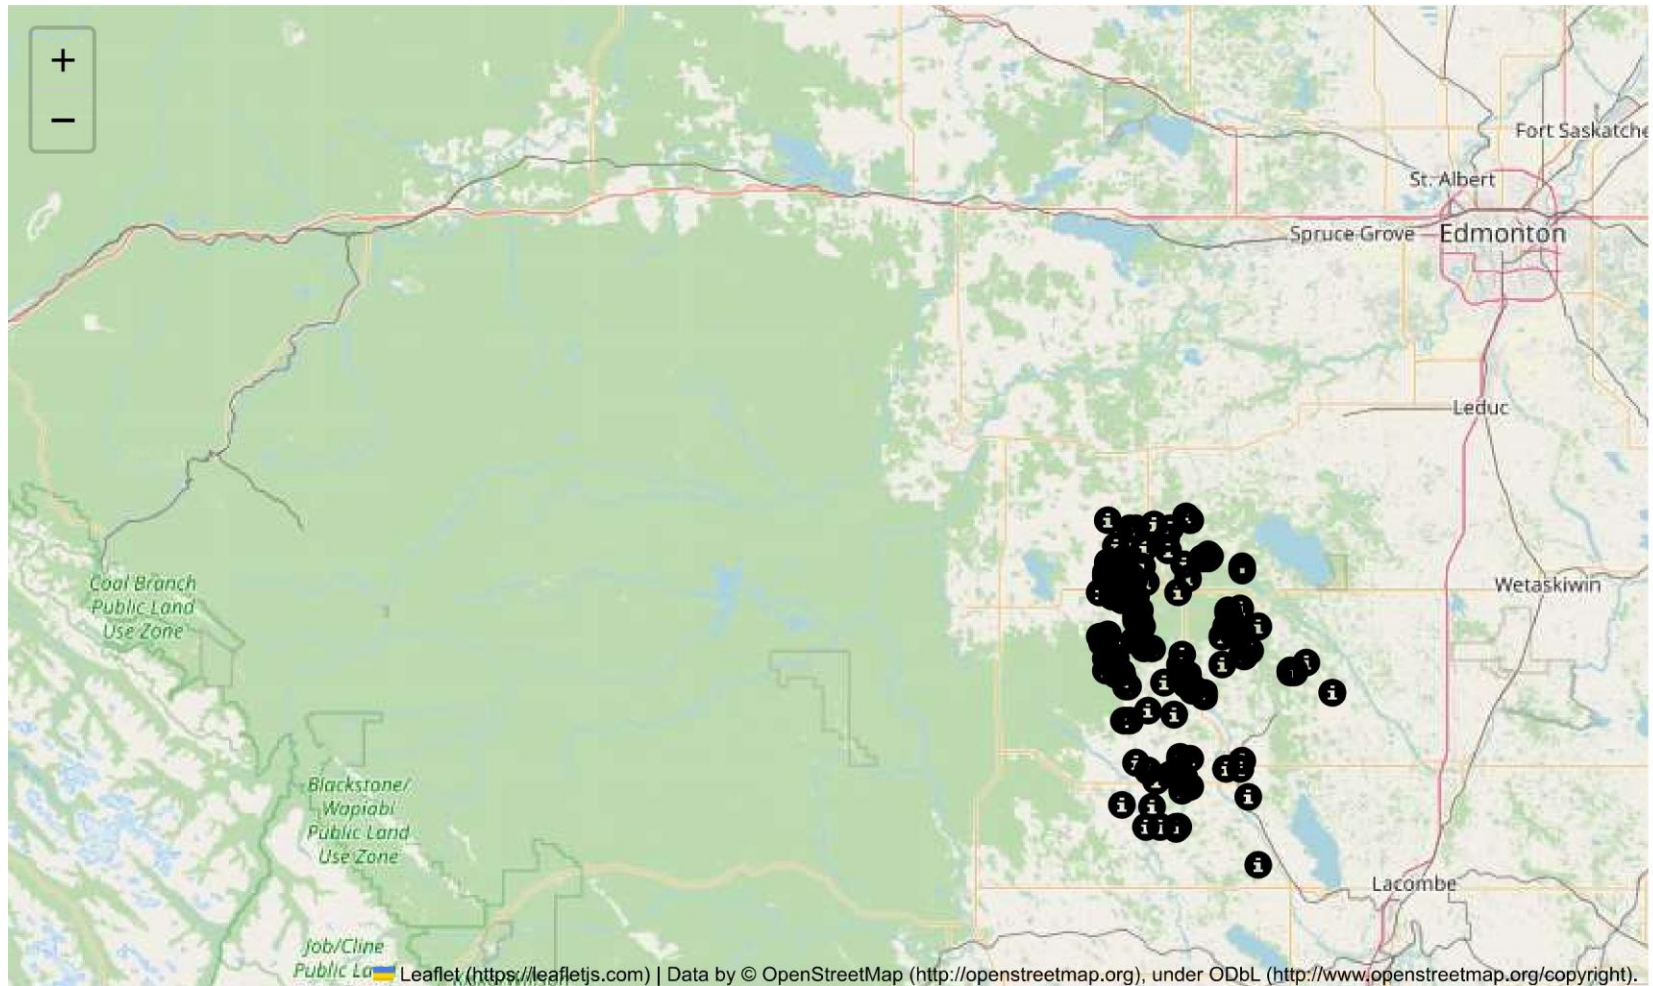 +
−
Fort Saskatche
St. Albert
Spruce Grove
Edmonton
Leduc
Coal Branch
Public Land
Use Zone
Wetaskiwin
Blackstone/
Wapiabi
Public Land
Use Zone
Lacombe
Job/Cline
Public La
Leaflet (https://leafletjs.com) | Data by © OpenStreetMap (http://openstreetmap.org), under ODbL (http://www.openstreetmap.org/copyright).